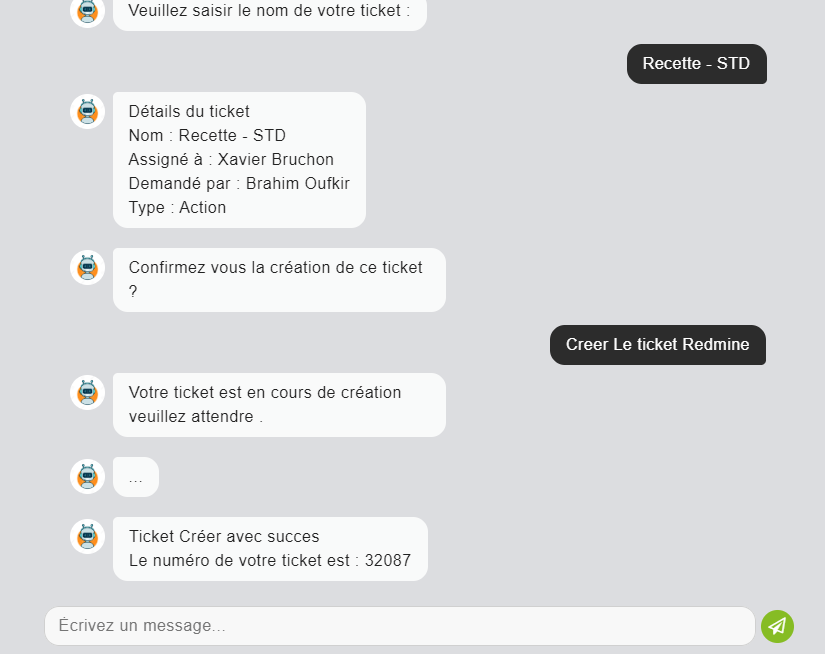 Veuillez saisir le nom de votre ticket :
Recette - STD
Détails du ticket
Nom : Recette - STD
Assigné à : Xavier Bruchon
Demandé par : Brahim Oufkir
Type : Action
Confirmez vous la création de ce ticket
?
Creer Le ticket Redmine
Votre ticket est en cours de création
veuillez attendre .
...
Ticket Créer avec succes
Le numéro de votre ticket est : 32087
Écrivez un message...